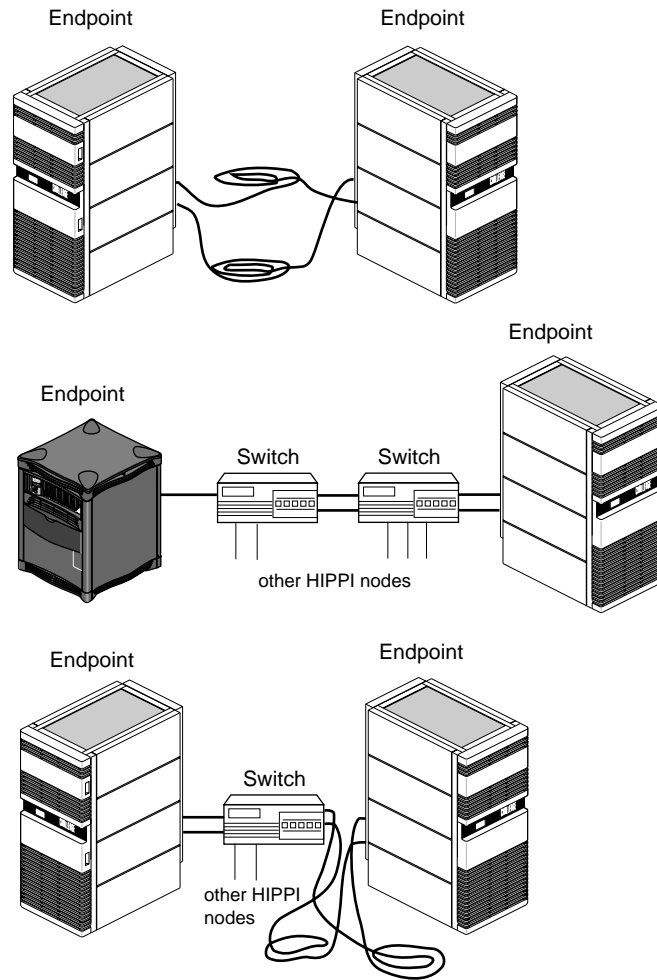 Endpoint
Endpoint
Endpoint
Endpoint
Switch
Switch
other HIPPI nodes
Endpoint
Endpoint
Switch
other HIPPI
nodes